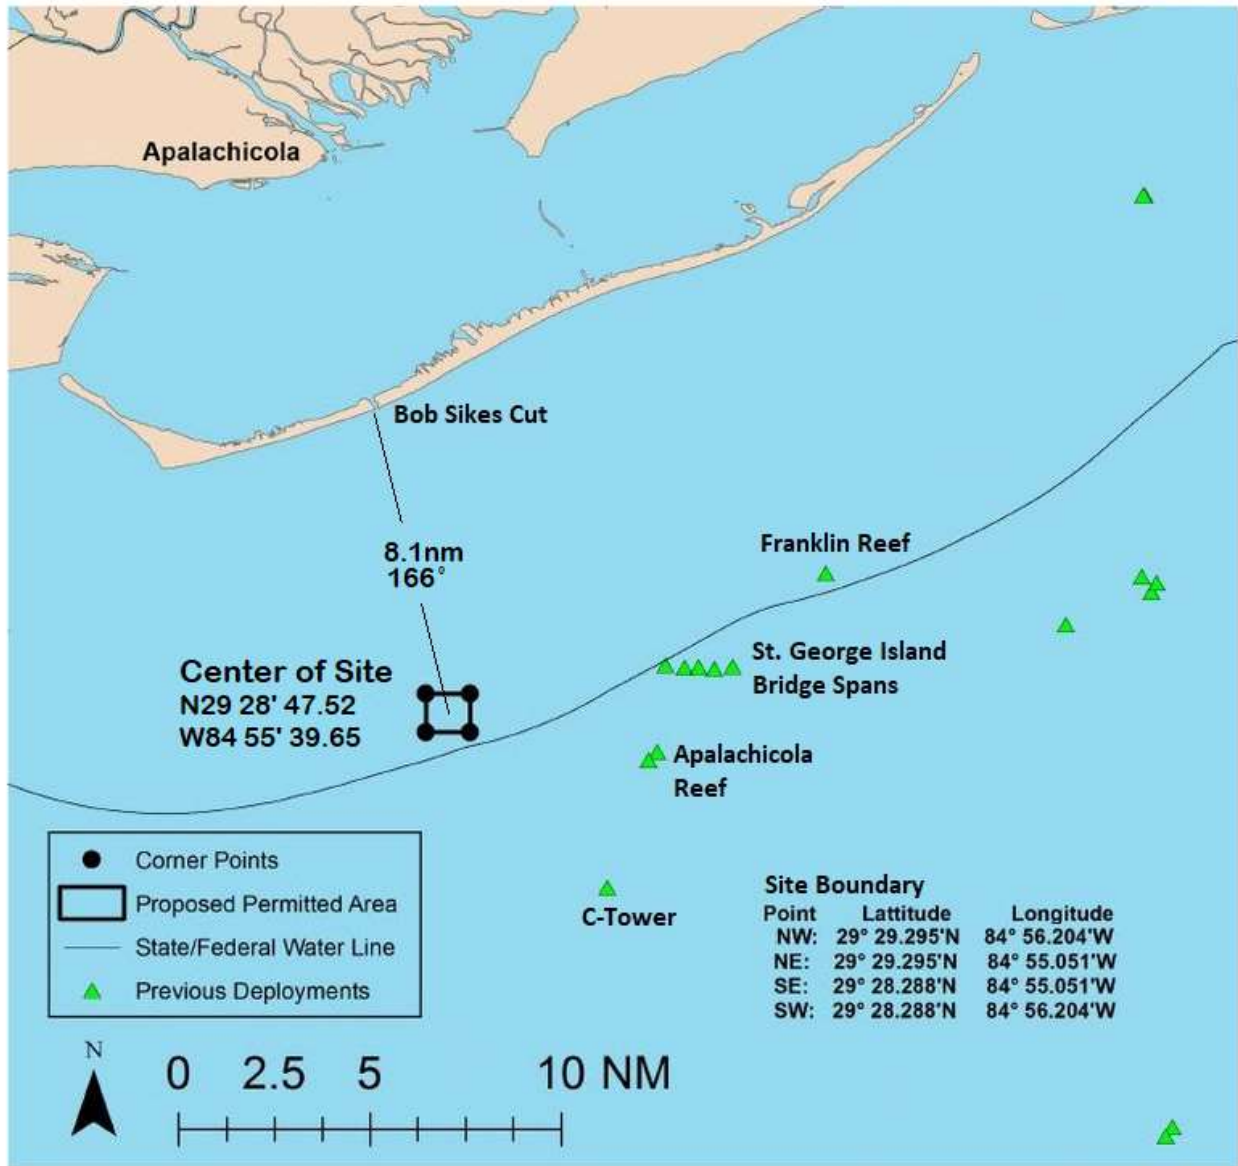 Apalachicola
Bob Sikes Cut
8.1nm
166°
Franklin Reef
St. George Island
Bridge Spans
Center of Site
N29 28' 47.52
W84 55' 39.65
Apalachicola
Reef
C-Tower
Corner Points
Proposed Permitted Area
State/Federal Water Line
Previous Deployments
Site Boundary
Point Lattitude Longitude
NW: 29° 29.295'N 84° 56.204'W
NE: 29° 29.295'N 84° 55.051'W
SE: 29° 28.288'N 84° 55.051'W
SW: 29° 28.288'N 84° 56.204'W
N
0 2.5 5 10 NM